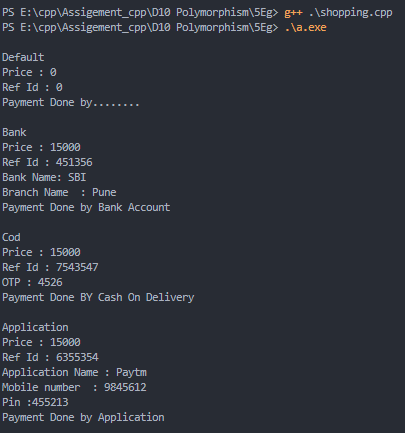 PS E:\cpp\Assigement_cpp\D10 Polymorphism\5Eg> g++ .\shopping.cpp
PS E:\cpp\Assigement_cpp\D10 Polymorphism\5Eg> .\a.exe
Default
Price : 0
Ref Id : 0
Payment Done by........
Bank
Price : 15000
Ref Id : 451356
Bank Name: SBI
Branch Name  : Pune
Payment Done by Bank Account
Cod
Price : 15000
Ref Id : 7543547
OTP : 4526
Payment Done BY Cash On Delivery
Application
Price : 15000
Ref Id : 6355354
Application Name : Paytm
Mobile number  : 9845612
Pin :455213
Payment Done by Application